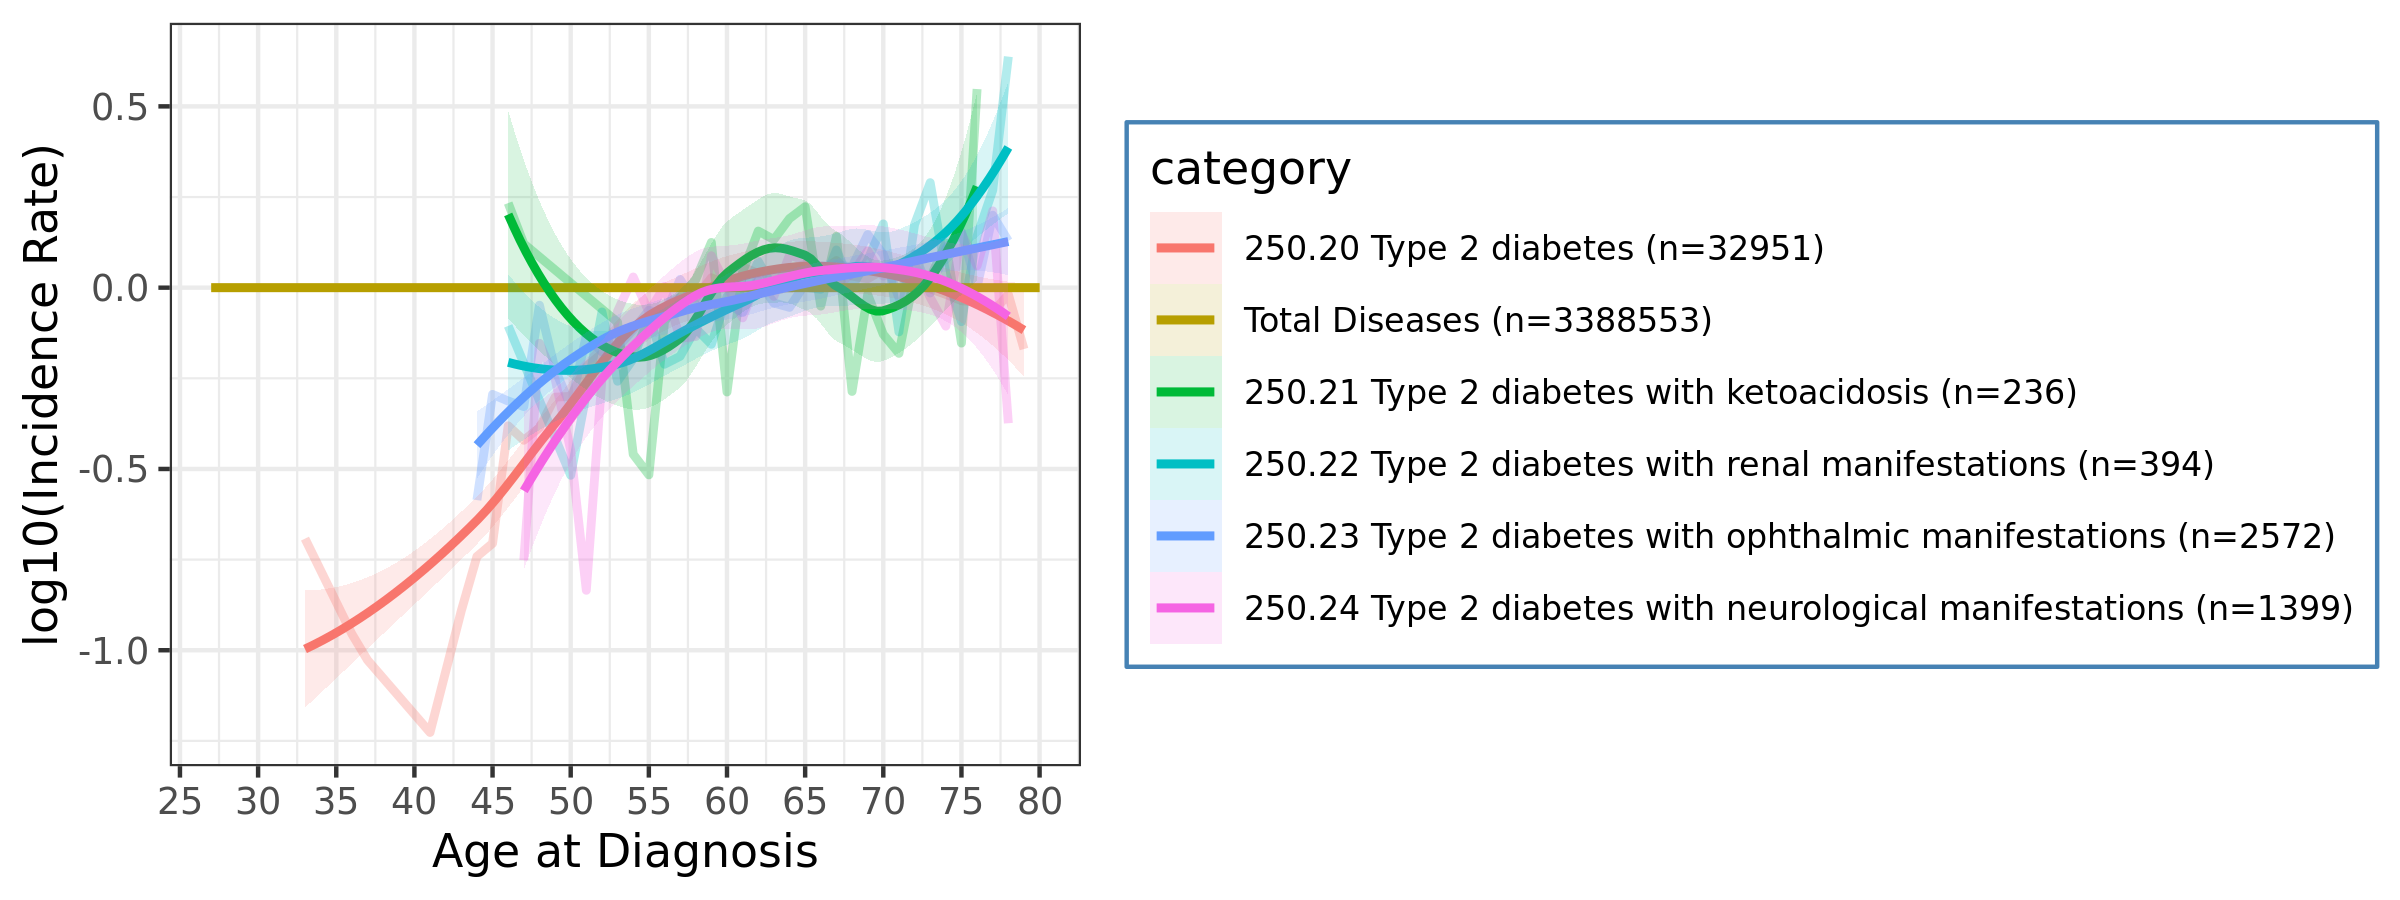 0.5
0.0
-0.5
-1.0
log10(Incidence Rate)
25 30 35 40 45 50 55 60 65 70 75 80
Age at Diagnosis
category
250.20 Type 2 diabetes (n=32951)
Total Diseases (n=3388553)
250.21 Type 2 diabetes with ketoacidosis (n=236)
250.22 Type 2 diabetes with renal manifestations (n=394)
250.23 Type 2 diabetes with ophthalmic manifestations (n=2572)
250.24 Type 2 diabetes with neurological manifestations (n=1399)